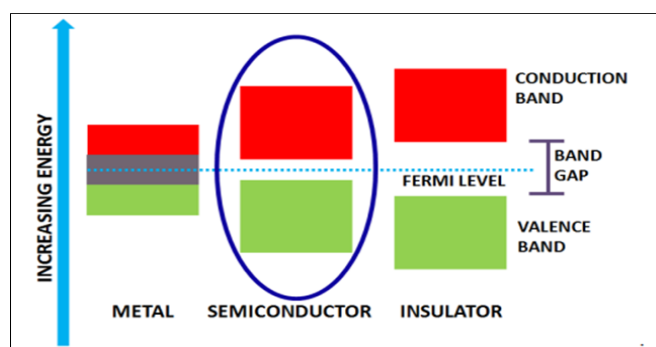 INCREASING ENERGY
CONDUCTION
BAND
BAND
GAP
FERMI LEVEL
VALENCE
BAND
METAL
SEMICONDUCTOR
INSULATOR